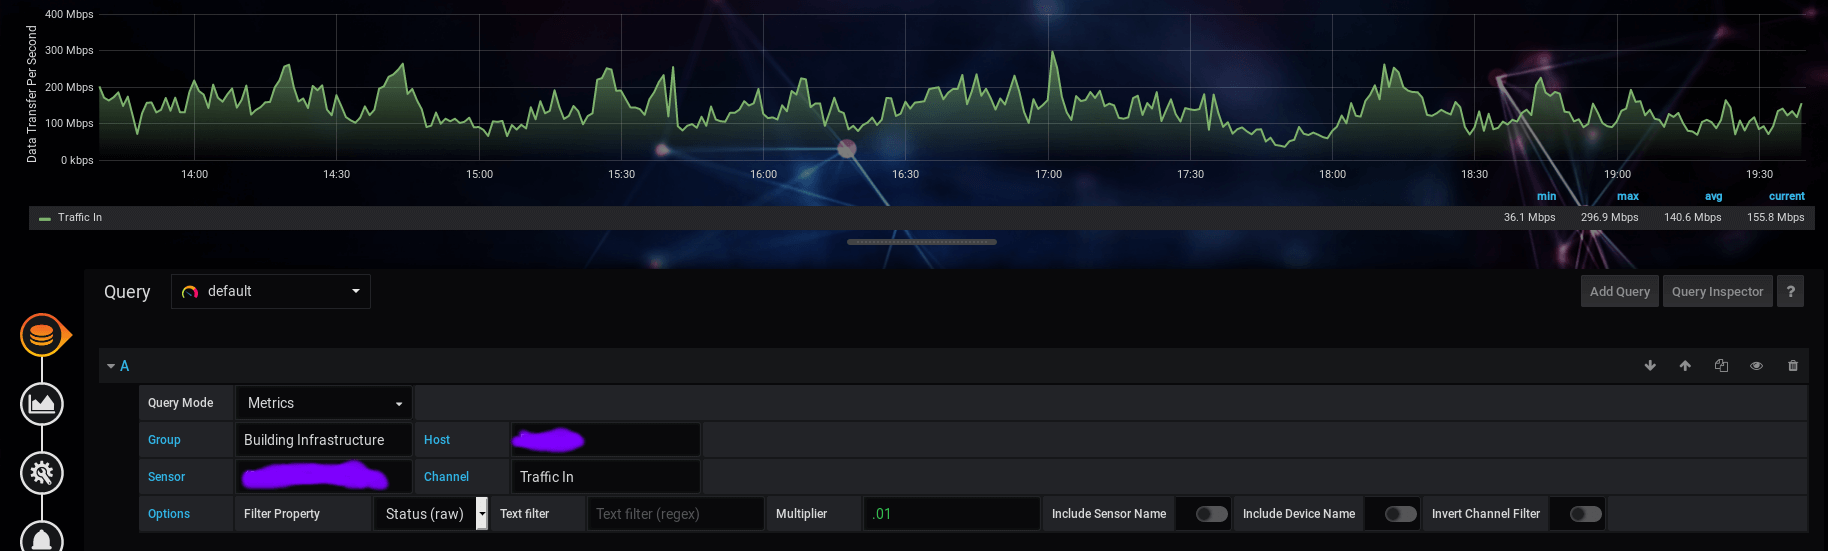 400 Mbps
300 Mbps
200 Mbps
100 Mbps
0 kbps
Data Transfer Per Second
14:00 14:30 15:00 15:30 16:00 16:30 17:00 17:30 18:00 18:30 19:00 19:30
min max avg current
Traffic In 36.1 Mbps 296.9 Mbps 140.6 Mbps 155.8 Mbps
Query default Add Query Query Inspector ?
A
Query Mode Metrics
Group Building Infrastructure Host
Sensor Channel Traffic In
Options Filter Property Status (raw) Text filter Text filter (regex) Multiplier .01 Include Sensor Name Include Device Name Invert Channel Filter